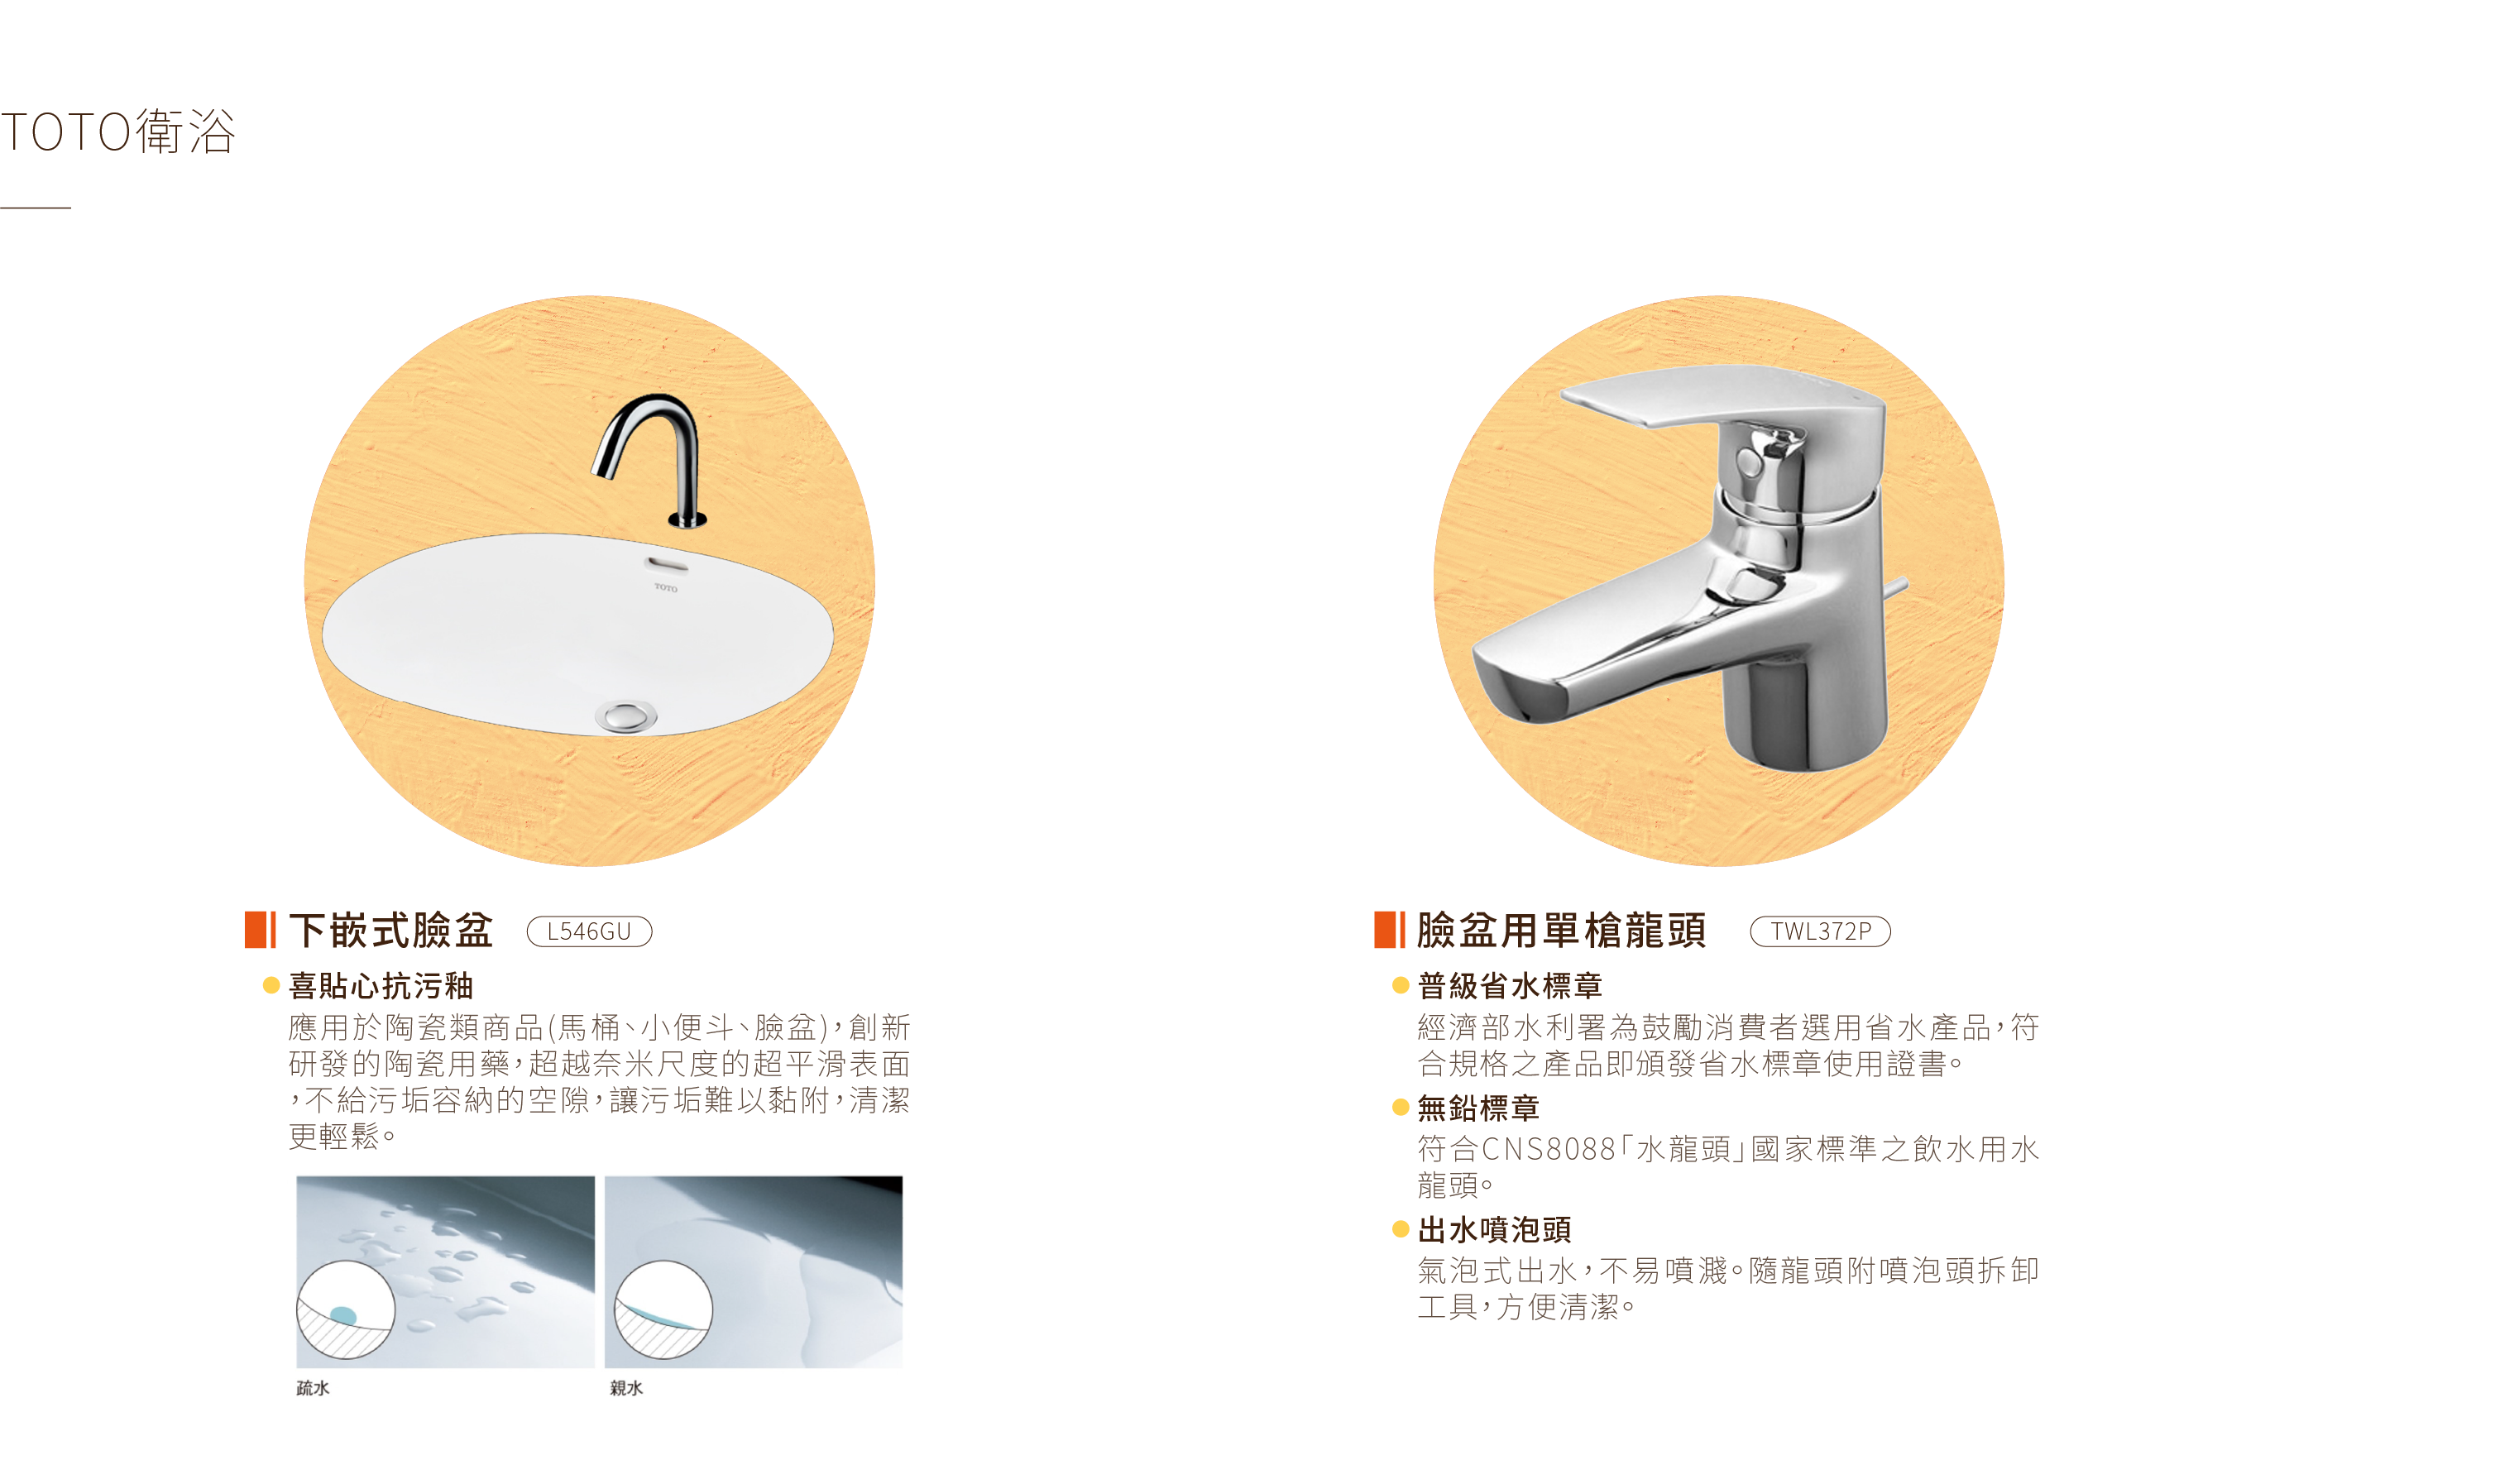 TOTO衛浴
TOTO
下嵌式臉盆 L546GU
喜貼心抗污釉
應用於陶瓷類商品(馬桶、小便斗、臉盆)，創新
研發的陶瓷用藥，超越奈米尺度的超平滑表面
，不給污垢容納的空隙，讓污垢難以黏附，清潔
更輕鬆。
疏水
親水
臉盆用單槍龍頭 TWL372P
普級省水標章
經濟部水利署為鼓勵消費者選用省水產品，符
合規格之產品即頒發省水標章使用證書。
無鉛標章
符合CNS8088「水龍頭」國家標準之飲水用水
龍頭。
出水噴泡頭
氣泡式出水，不易噴濺。隨龍頭附噴泡頭拆卸
工具，方便清潔。